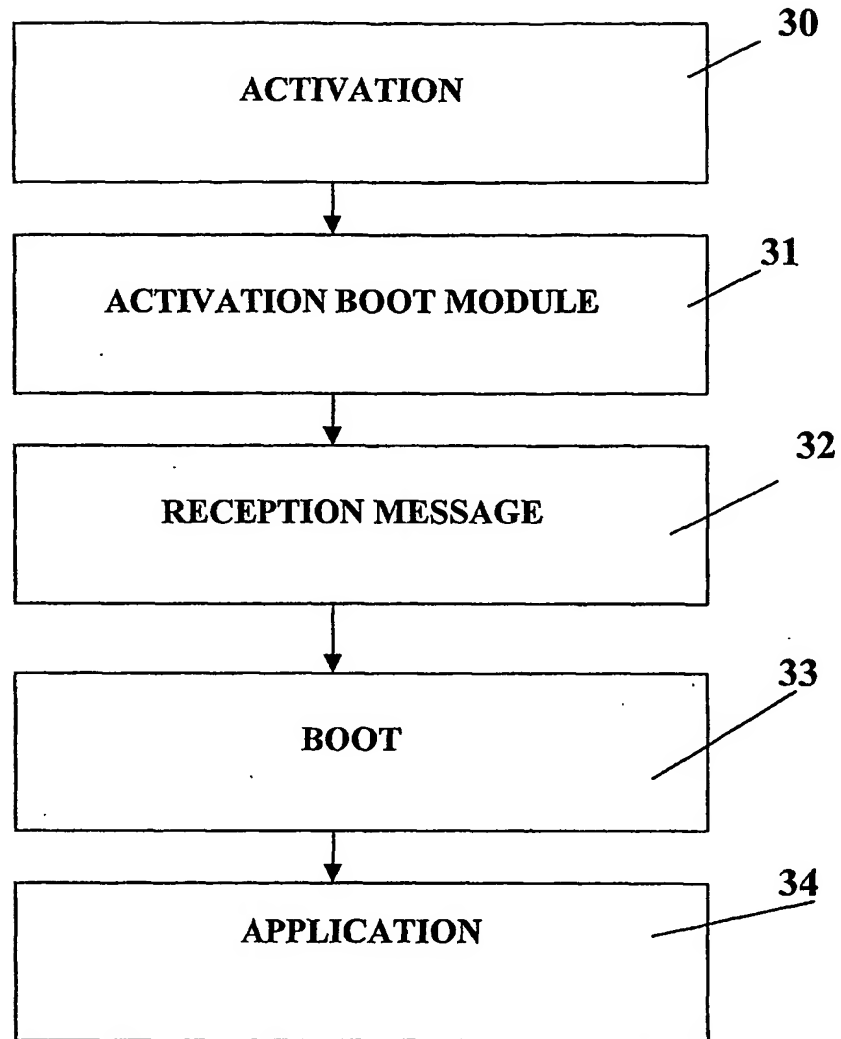 30
ACTIVATION
31
ACTIVATION BOOT MODULE
32
RECEPTION MESSAGE
33
BOOT
34
APPLICATION